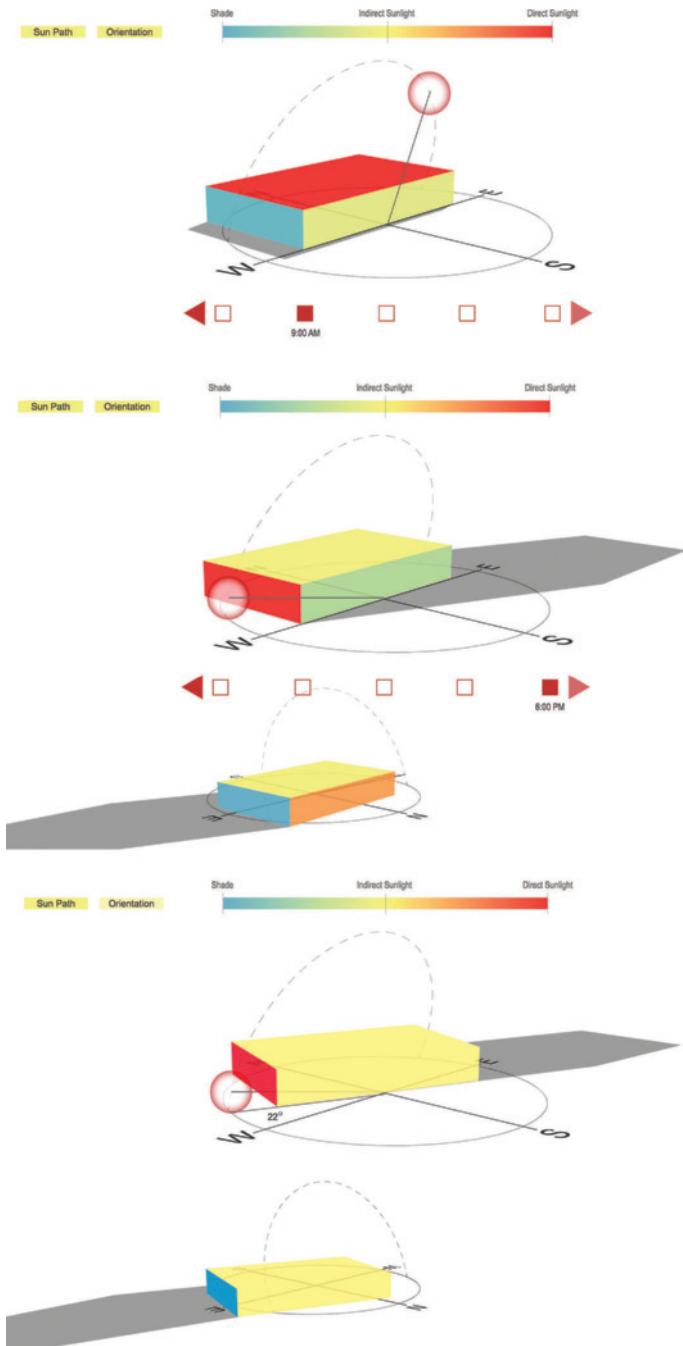 Shade Indirect Sunlight Direct Sunlight
Sun Path Orientation
E
W
S
9:00 AM
Shade Indirect Sunlight Direct Sunlight
Sun Path Orientation
E
W
S
6:00 PM
E
N
Shade Indirect Sunlight Direct Sunlight
Sun Path Orientation
E
22°
W
S
E
N